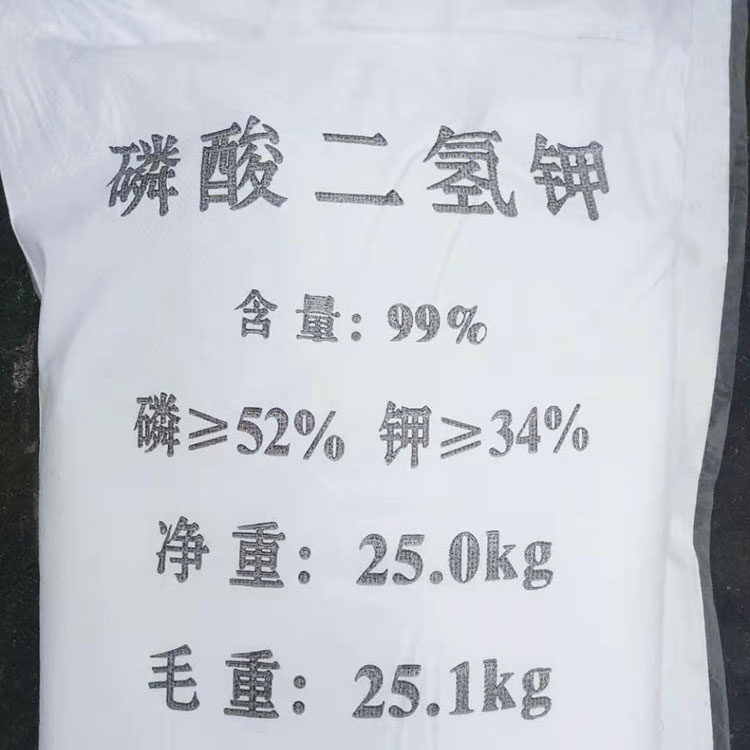 磷酸二氢钾
含量：99%
磷≥52% 钾≥34%
净重：25.0kg
毛重：25.1kg